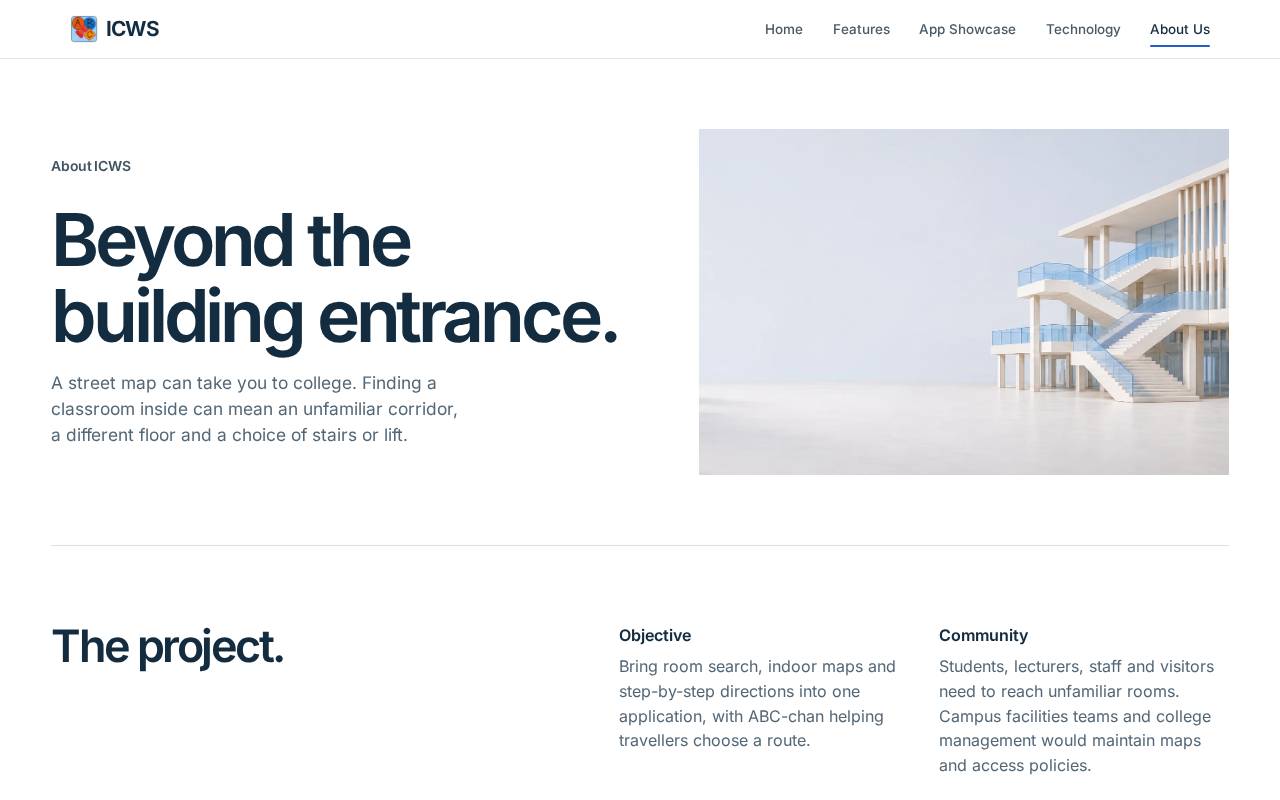 ICWS
Home
Features
App Showcase
Technology
About Us
About ICWS
Beyond the
building entrance.
A street map can take you to college. Finding a
classroom inside can mean an unfamiliar corridor,
a different floor and a choice of stairs or lift.
The project.
Objective
Bring room search, indoor maps and
step-by-step directions into one
application, with ABC-chan helping
travellers choose a route.
Community
Students, lecturers, staff and visitors
need to reach unfamiliar rooms.
Campus facilities teams and college
management would maintain maps
and access policies.